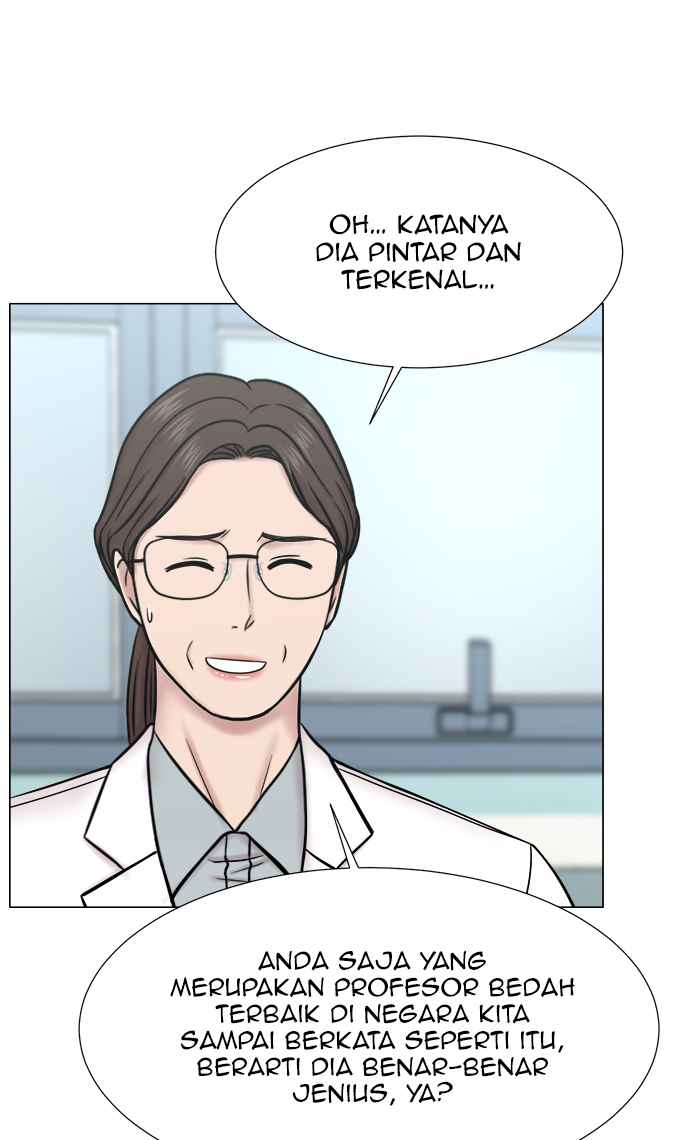 OH... KATANYA
DIA PINTAR DAN
TERKENAL...
ANDA SAJA YANG
MERUPAKAN PROFESOR BEDAH
TERBAIK DI NEGARA KITA
SAMPAI BERKATA SEPERTI ITU,
BERARTI DIA BENAR-BENAR
JENIUS, YA?